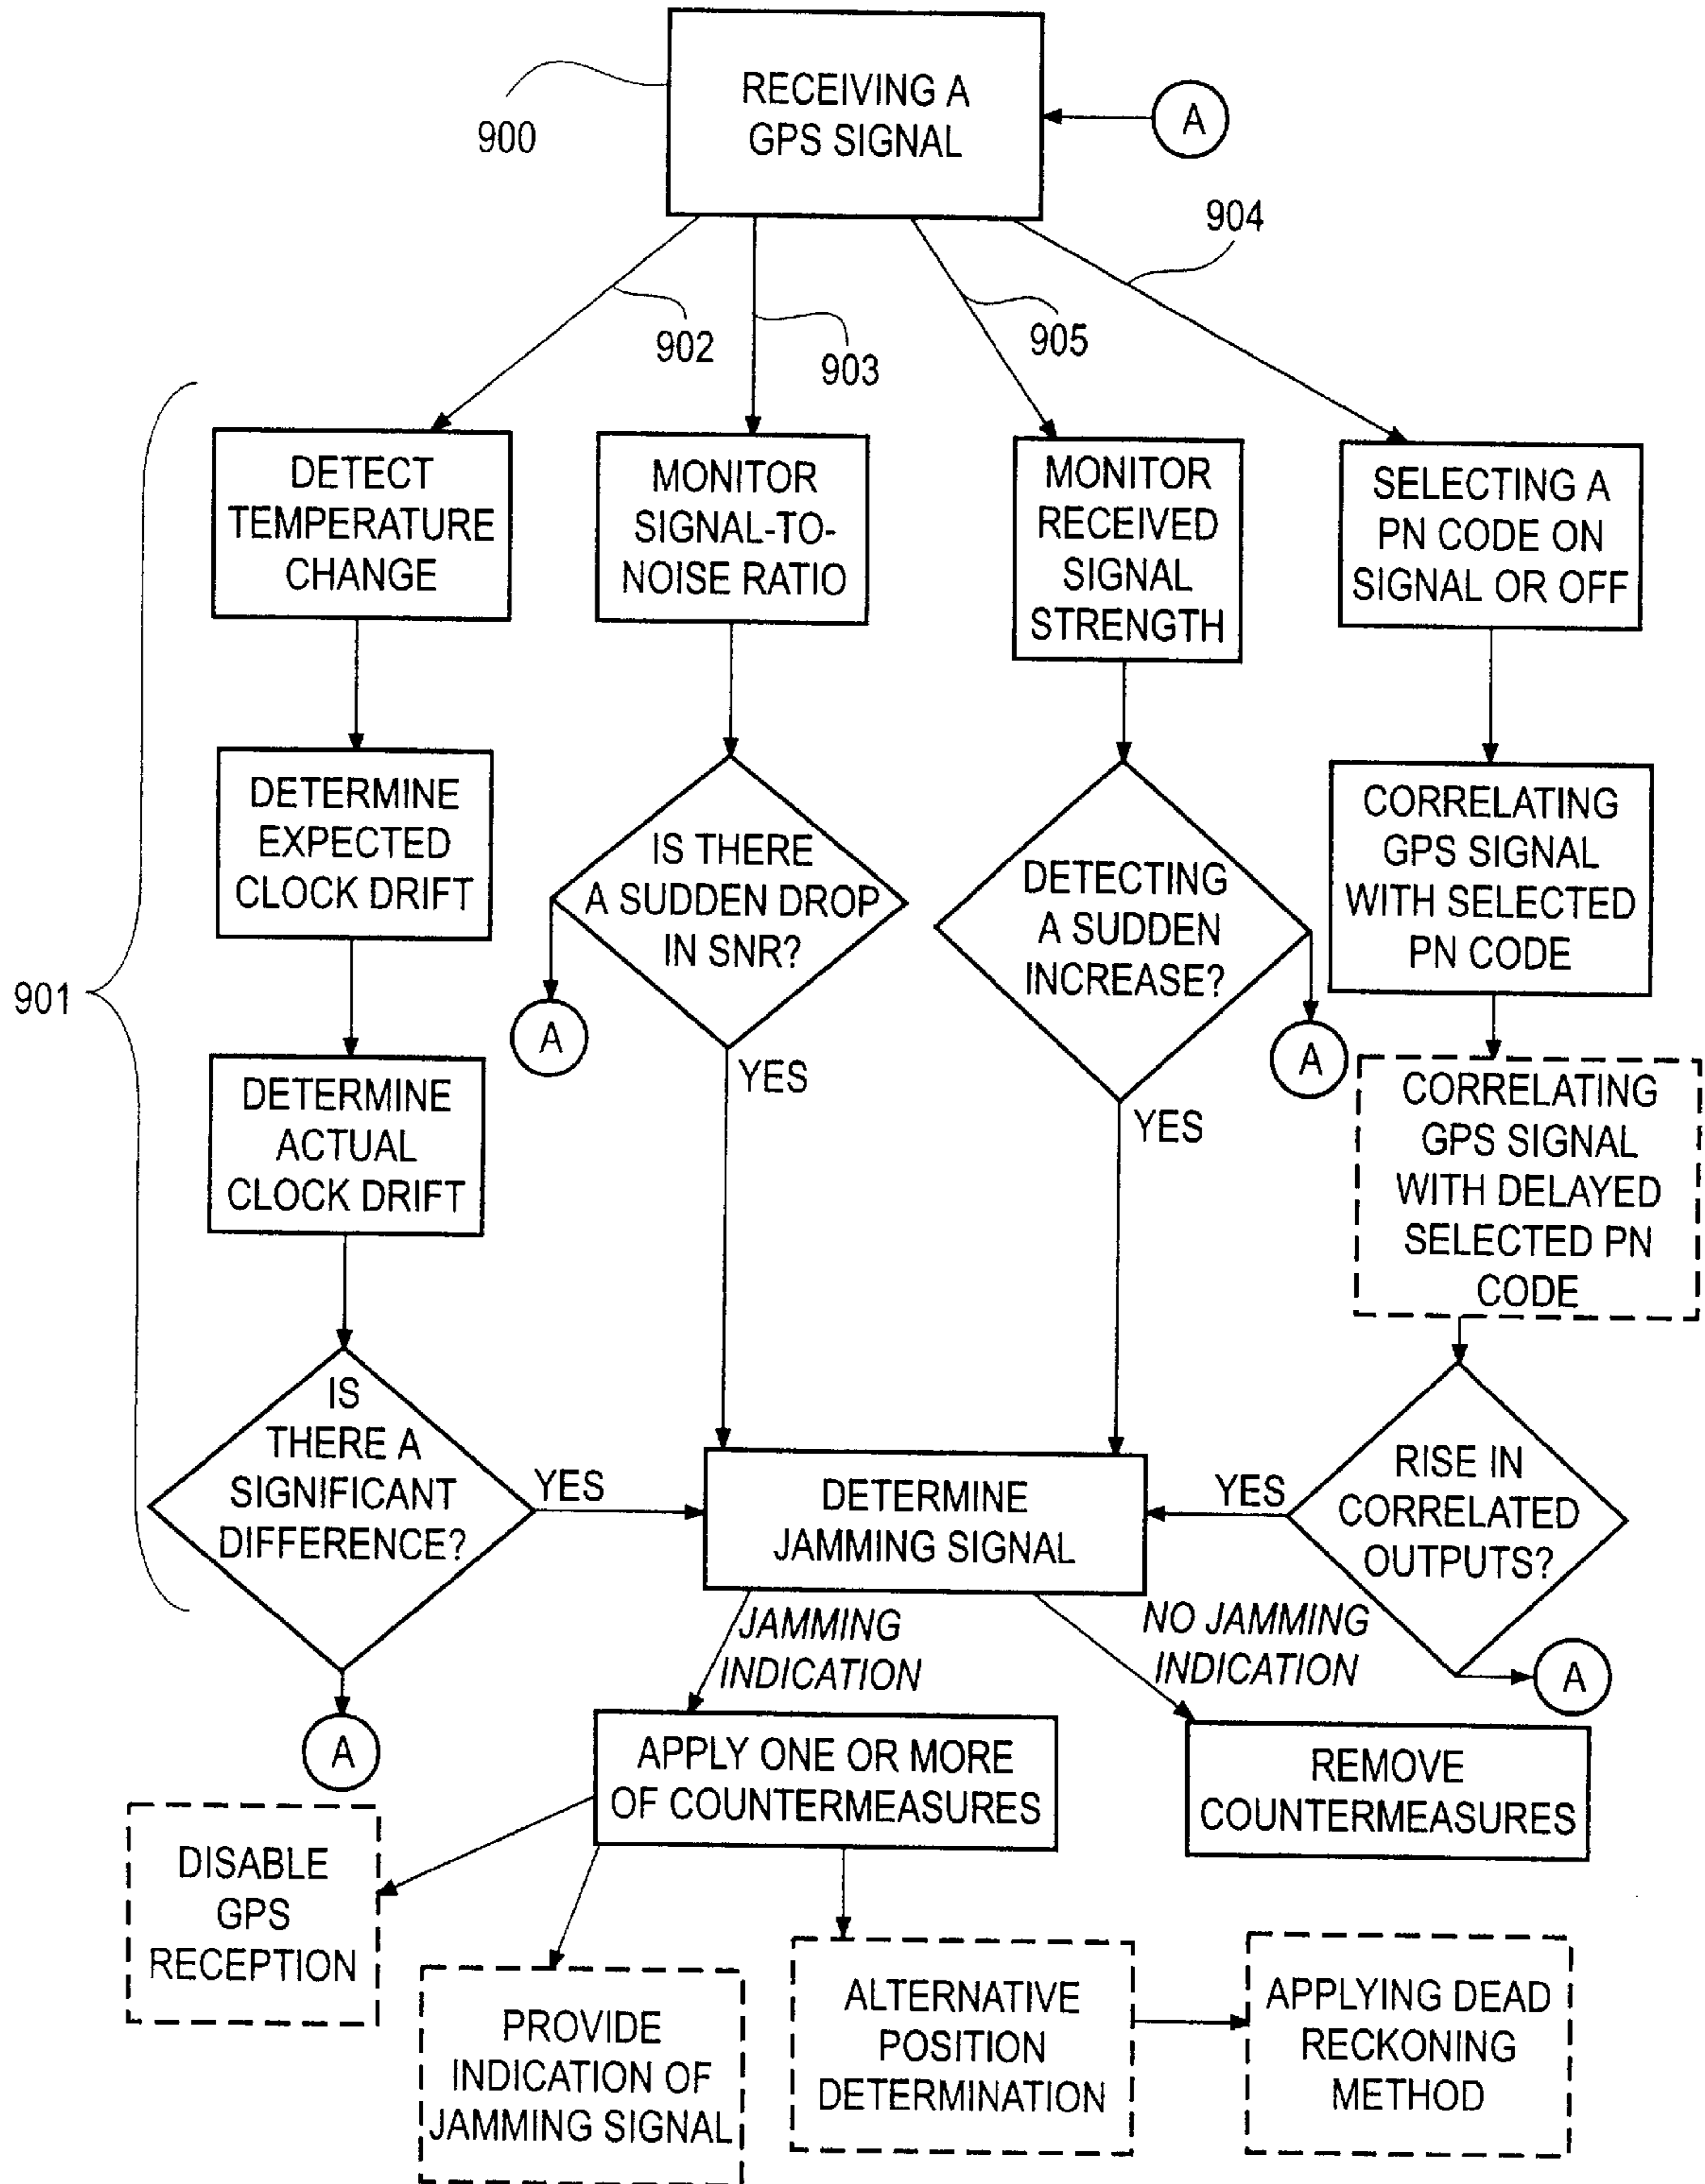 RECEIVING A
GPS SIGNAL
A
900
904
902
903
905
901
DETECT
TEMPERATURE
CHANGE
MONITOR
SIGNAL-TO-
NOISE RATIO
MONITOR
RECEIVED
SIGNAL
STRENGTH
SELECTING A
PN CODE ON
SIGNAL OR OFF
DETERMINE
EXPECTED
CLOCK DRIFT
IS THERE
A SUDDEN DROP
IN SNR?
DETECTING
A SUDDEN
INCREASE?
CORRELATING
GPS SIGNAL
WITH SELECTED
PN CODE
A
YES
A
YES
DETERMINE
ACTUAL
CLOCK DRIFT
CORRELATING
GPS SIGNAL
WITH DELAYED
SELECTED PN
CODE
IS
THERE A
SIGNIFICANT
DIFFERENCE?
YES
DETERMINE
JAMMING SIGNAL
YES
RISE IN
CORRELATED
OUTPUTS?
A
JAMMING
INDICATION
NO JAMMING
INDICATION
A
APPLY ONE OR MORE
OF COUNTERMEASURES
REMOVE
COUNTERMEASURES
DISABLE
GPS
RECEPTION
PROVIDE
INDICATION OF
JAMMING SIGNAL
ALTERNATIVE
POSITION
DETERMINATION
APPLYING DEAD
RECKONING
METHOD